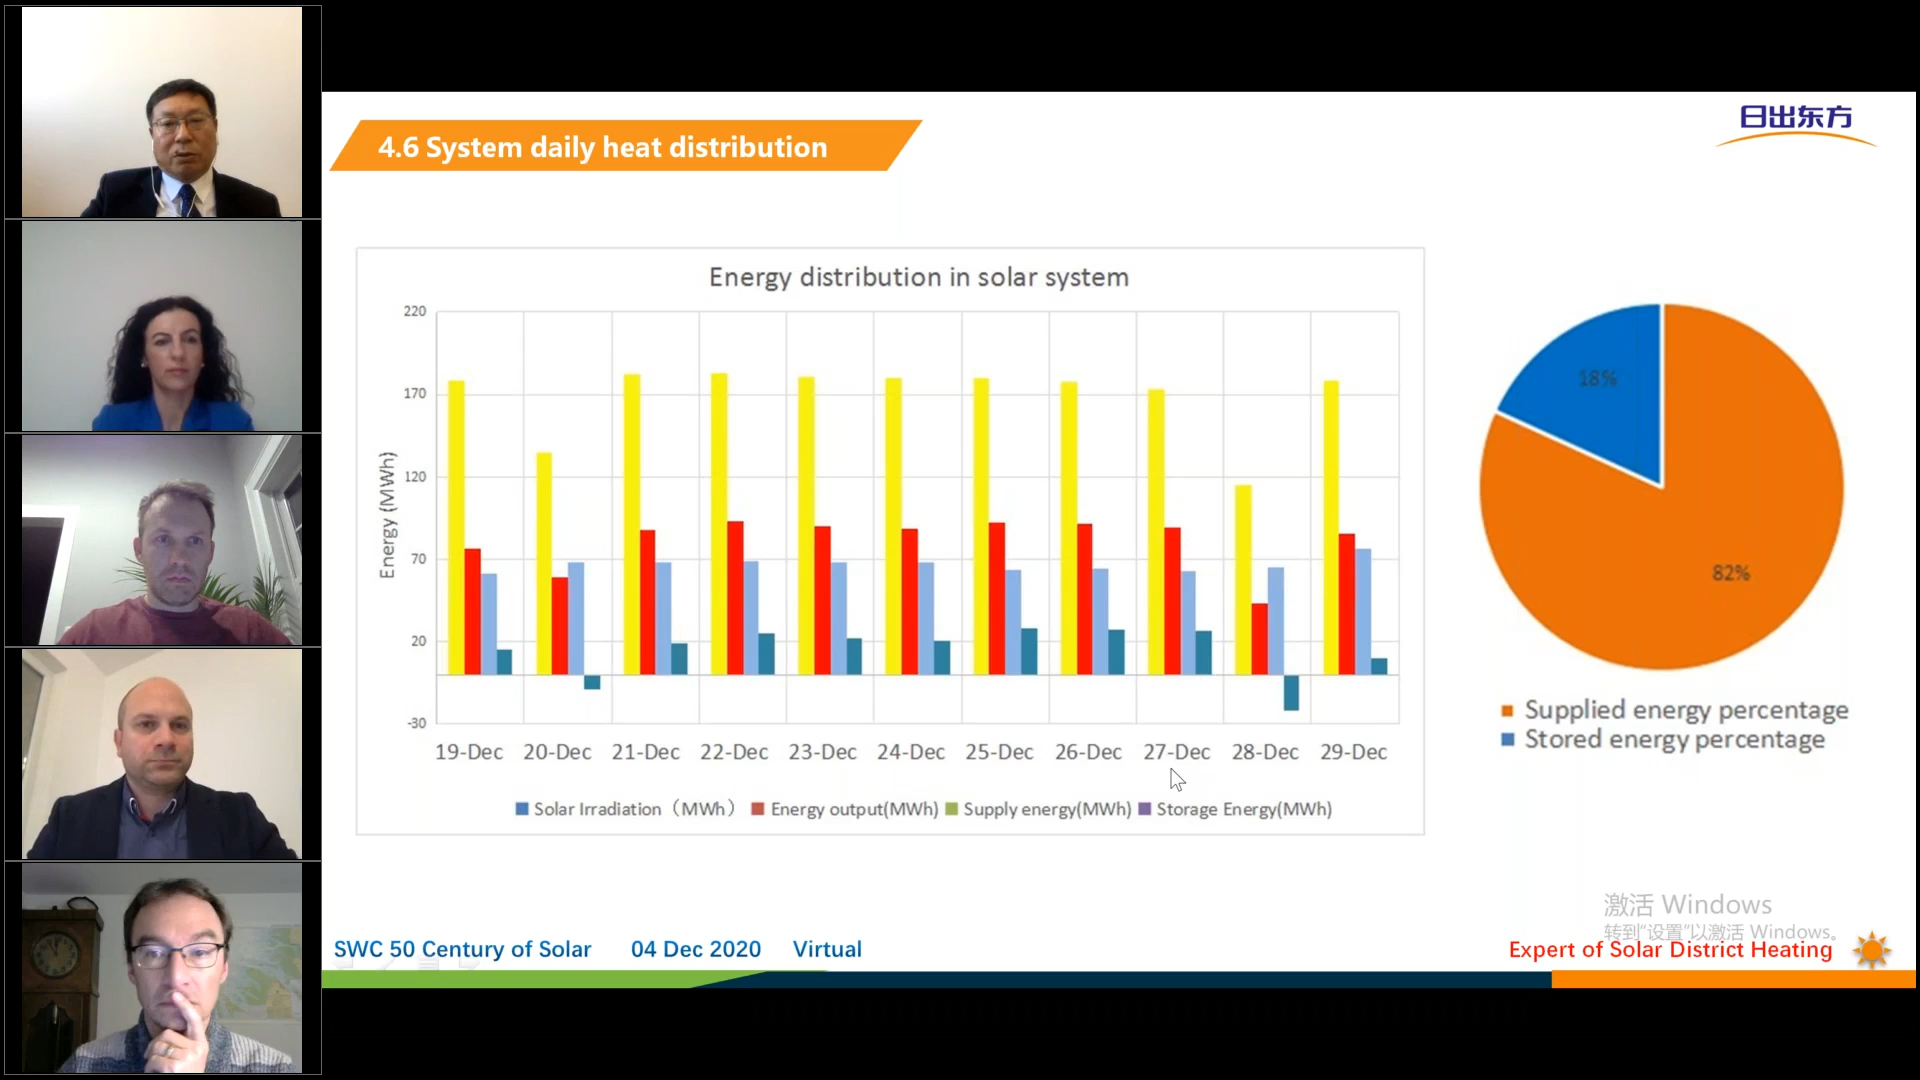 4.6 System daily heat distribution
日出东方
Energy distribution in solar system
220
170
120
70
20
-30
Energy (MWh)
19-Dec 20-Dec 21-Dec 22-Dec 23-Dec 24-Dec 25-Dec 26-Dec 27-Dec 28-Dec 29-Dec
Solar Irradiation（MWh） Energy output(MWh) Supply energy(MWh) Storage Energy(MWh)
18%
82%
Supplied energy percentage
Stored energy percentage
激活 Windows
转到“设置”以激活 Windows。
SWC 50 Century of Solar 04 Dec 2020 Virtual
Expert of Solar District Heating